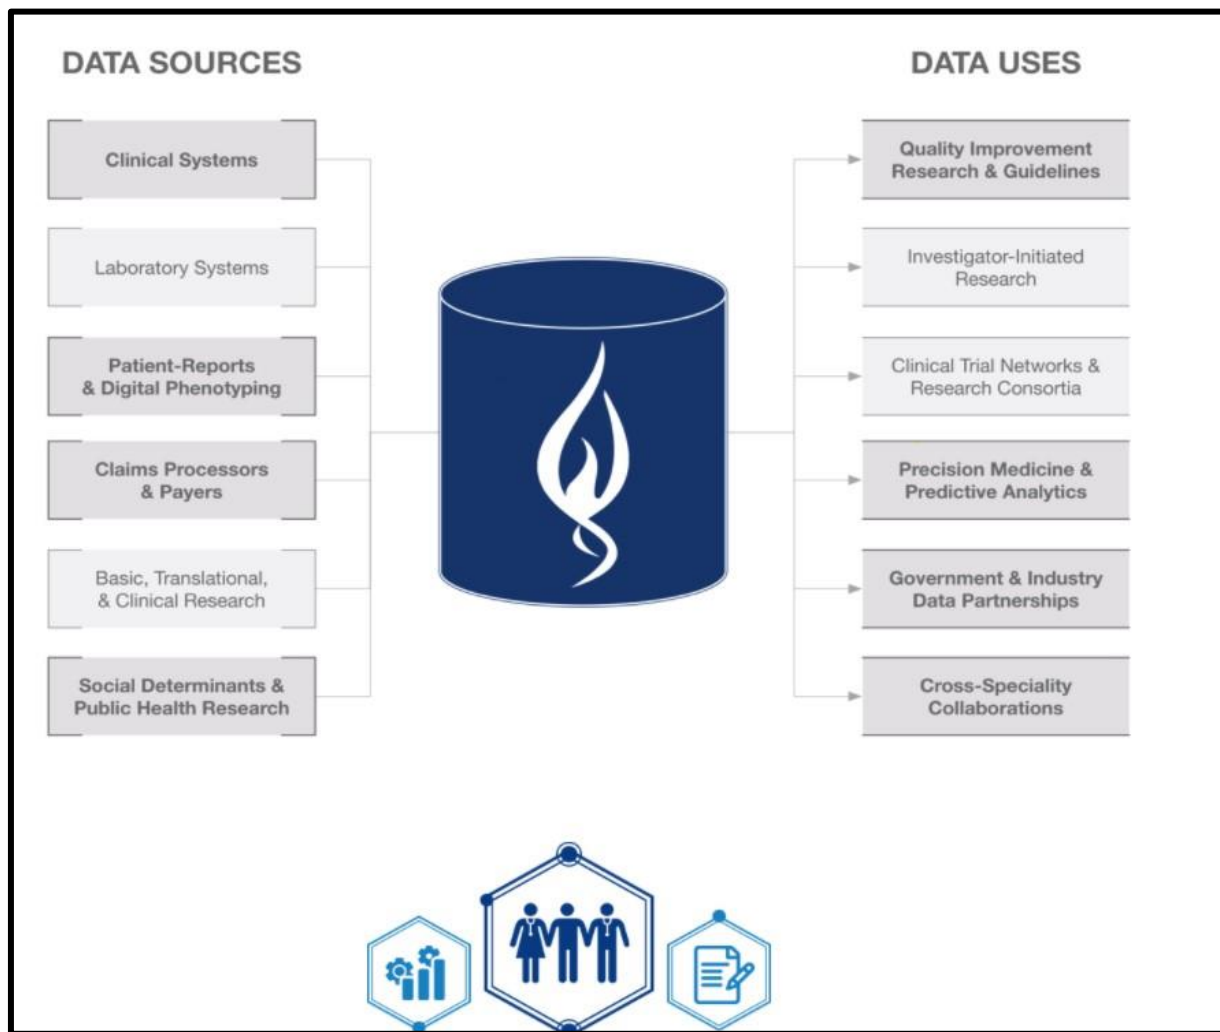 DATA SOURCES
Clinical Systems
Laboratory Systems
Patient-Reports
& Digital Phenotyping
Claims Processors
& Payers
Basic, Translational,
& Clinical Research
Social Determinants &
Public Health Research
DATA USES
Quality Improvement
Research & Guidelines
Investigator-Initiated
Research
Clinical Trial Networks &
Research Consortia
Precision Medicine &
Predictive Analytics
Government & Industry
Data Partnerships
Cross-Speciality
Collaborations